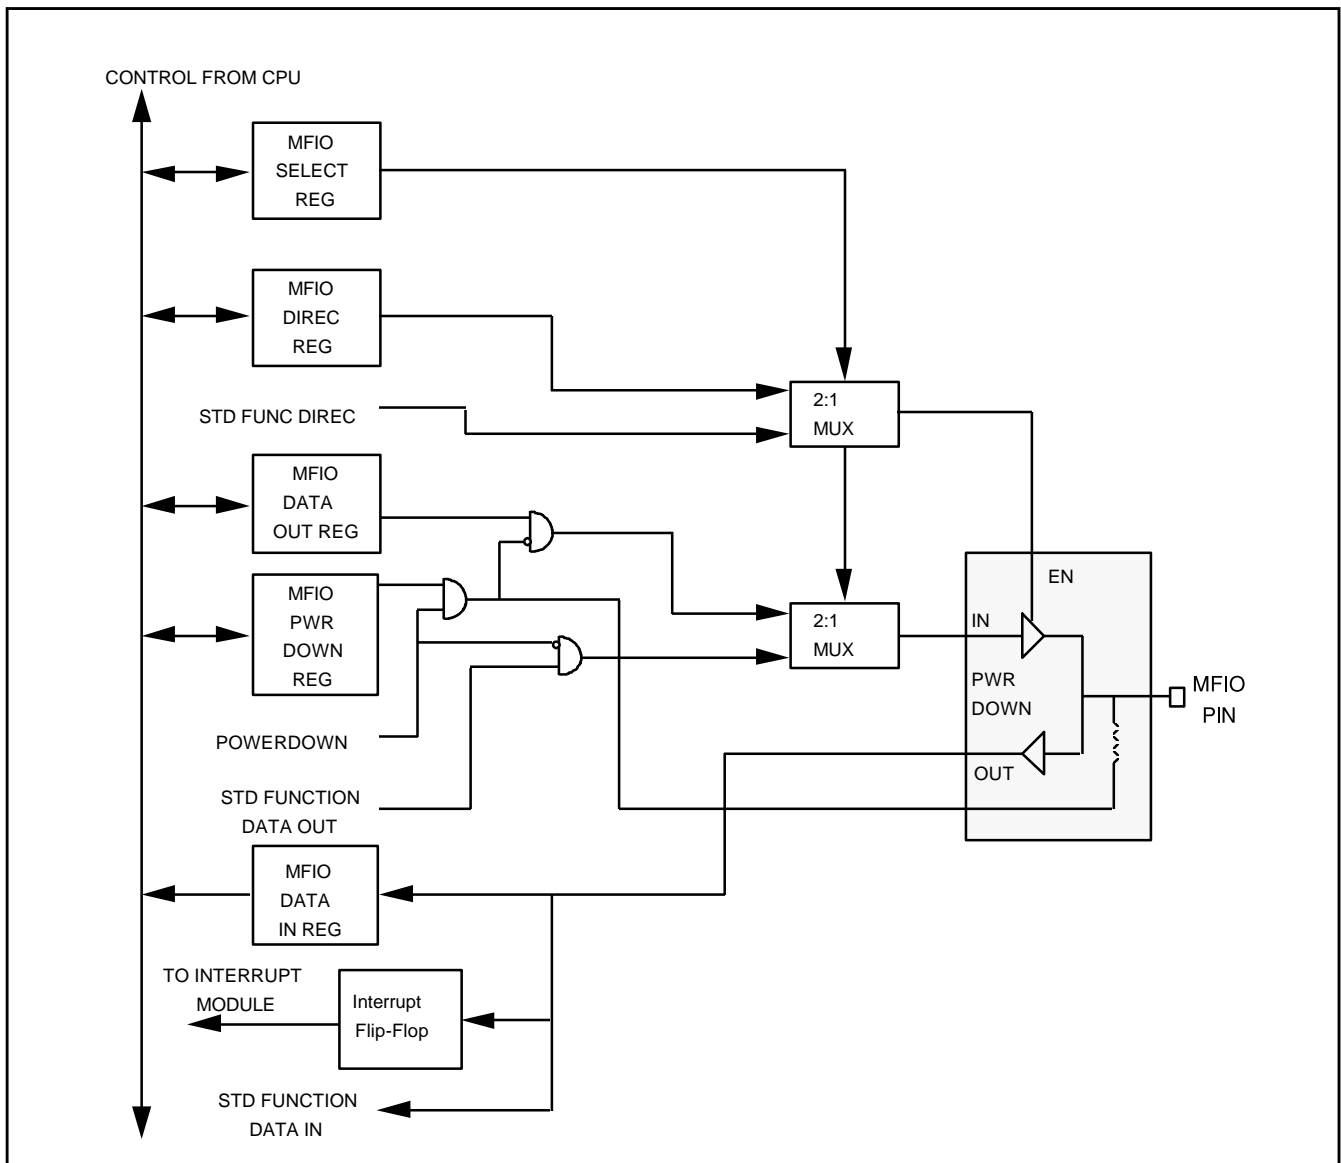 CONTROL FROM CPU
MFIO
SELECT
REG
MFIO
DIREC
REG
STD FUNC DIREC
2:1
MUX
MFIO
DATA
OUT REG
MFIO
PWR
DOWN
REG
2:1
MUX
EN
IN
PWR
DOWN
OUT
MFIO
PIN
POWERDOWN
STD FUNCTION
DATA OUT
MFIO
DATA
IN REG
TO INTERRUPT
MODULE
Interrupt
Flip-Flop
STD FUNCTION
DATA IN